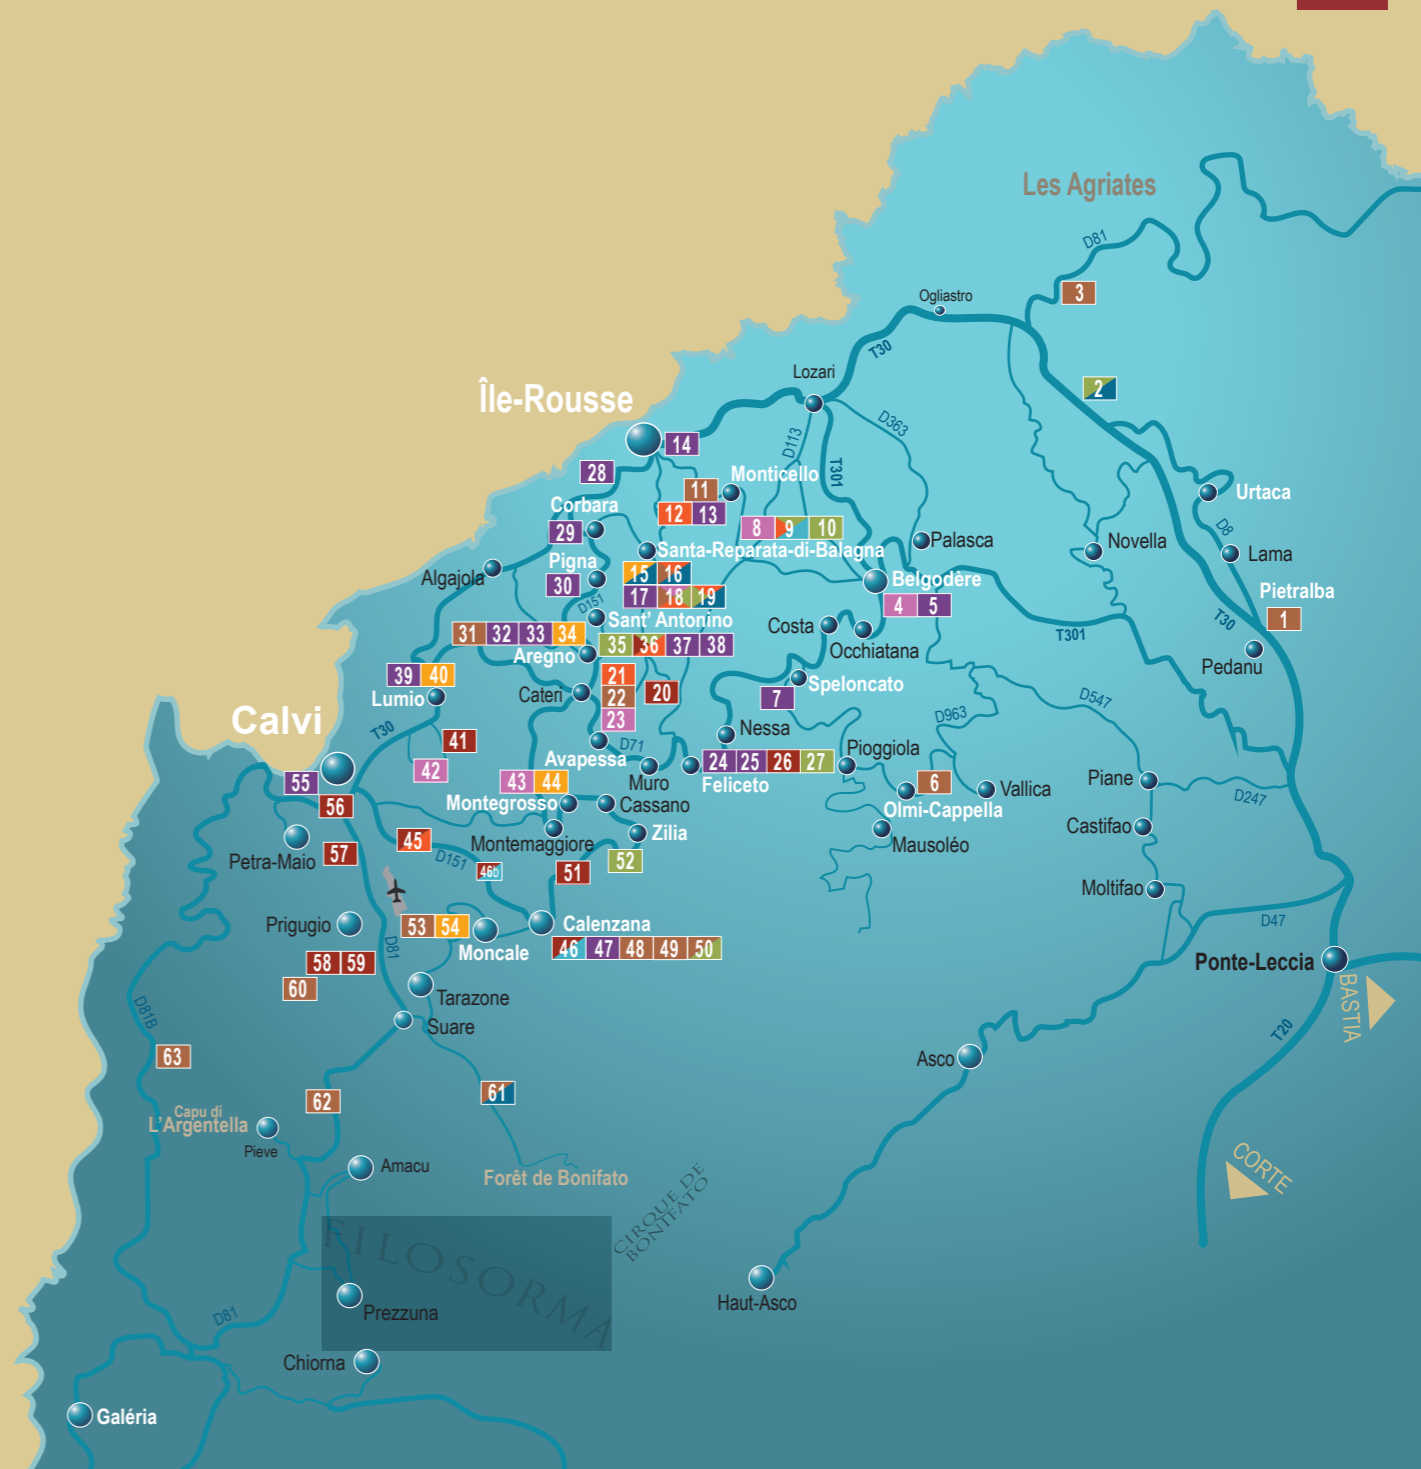 Les Agriates
D81
3
Ogliastro
T30
2
Lozari
Île-Rousse
14
D113
D363
28
Monticello
T301
11
12 13
Urtaca
Corbara
29
8 9 10
D8
Santa-Reparata-di-Balagna
Palasca
Novella
Lama
Pigna
30
Algajola
15 16
17 18 19
Belgodère
4 5
Pietralba
1
D151
Sant' Antonino
31 32 33 34
Aregno
35 36 37 38
Costa
Occhiatana
T301
T30
Pedanu
39 40
Lumio
Cateri
21
22
23
20
Speloncato
7
D547
D963
Calvi
T30
41
42
Avapessa
D71
Muro
Nessa
Pioggiola
24 25 26 27
Feliceto
6
Olmi-Cappella
Vallica
Piane
D247
55
56
43 44
Montegrosso
Cassano
Castifao
Petra-Maio
57
45
D151
Montemaggiore
Zilia
52
Mausoléo
46b
51
Moltifao
Prigugio
53 54
Moncale
Calenzana
46 47 48 49 50
D47
D81
58 59
60
Ponte-Leccia
BASTIA
Tarazone
Suare
D81B
63
Asco
T20
61
62
Capu di
L'Argentella
Pieve
Amacu
Forêt de Bonifato
CIRQUE DE
BONIFATO
CORTE
FILOSORMA
Prezzuna
Haut-Asco
D81
Chiorna
Galéria